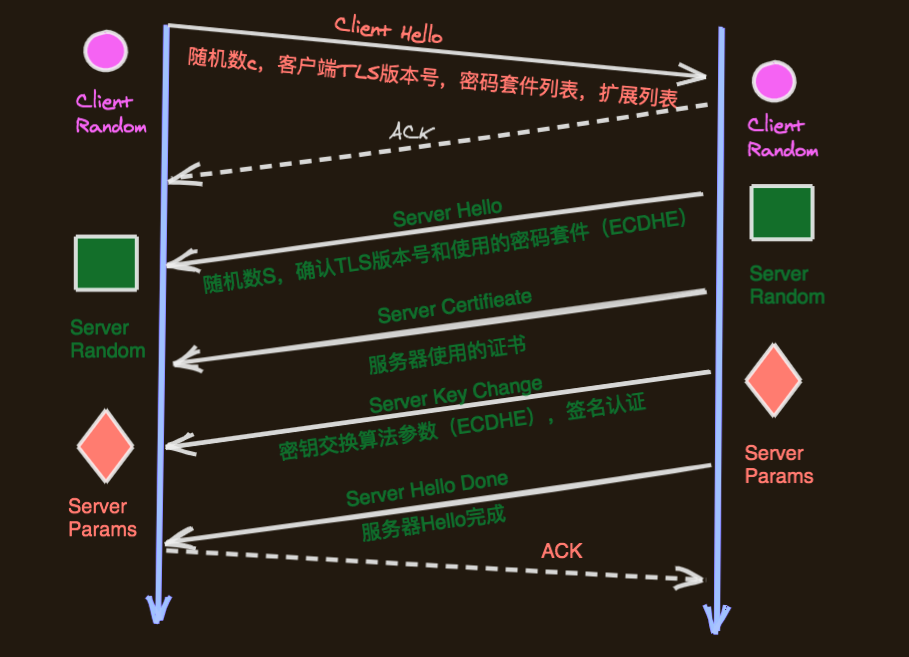 Client Hello
随机数c，客户端TLS版本号，密码套件列表，扩展列表
Client
Random
Client
Random
ACK
Server Hello
随机数S，确认TLS版本号和使用的密码套件（ECDHE）
Server
Random
Server
Random
Server Certifieate
服务器使用的证书
Server Key Change
密钥交换算法参数（ECDHE）,签名认证
Server
Params
Server
Params
Server Hello Done
服务器Hello完成
ACK